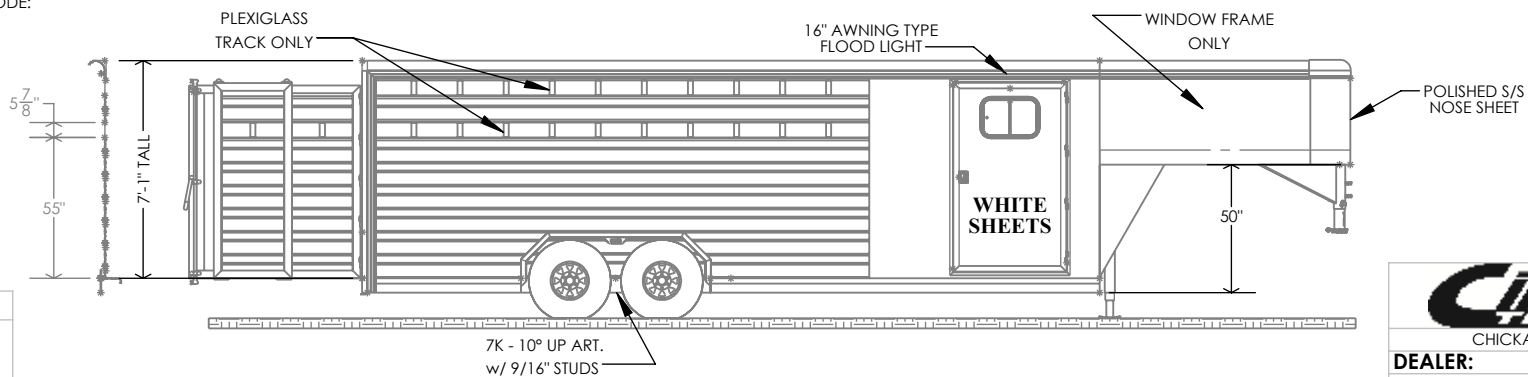 ODE:
PLEXIGLASS
TRACK ONLY
16" AWNING TYPE
FLOOD LIGHT
WINDOW FRAME
ONLY
POLISHED S/S
NOSE SHEET
5 7/8"
7'-1" TALL
55"
WHITE
SHEETS
50"
7K - 10° UP ART.
w/ 9/16" STUDS
CHICKA
DEALER: